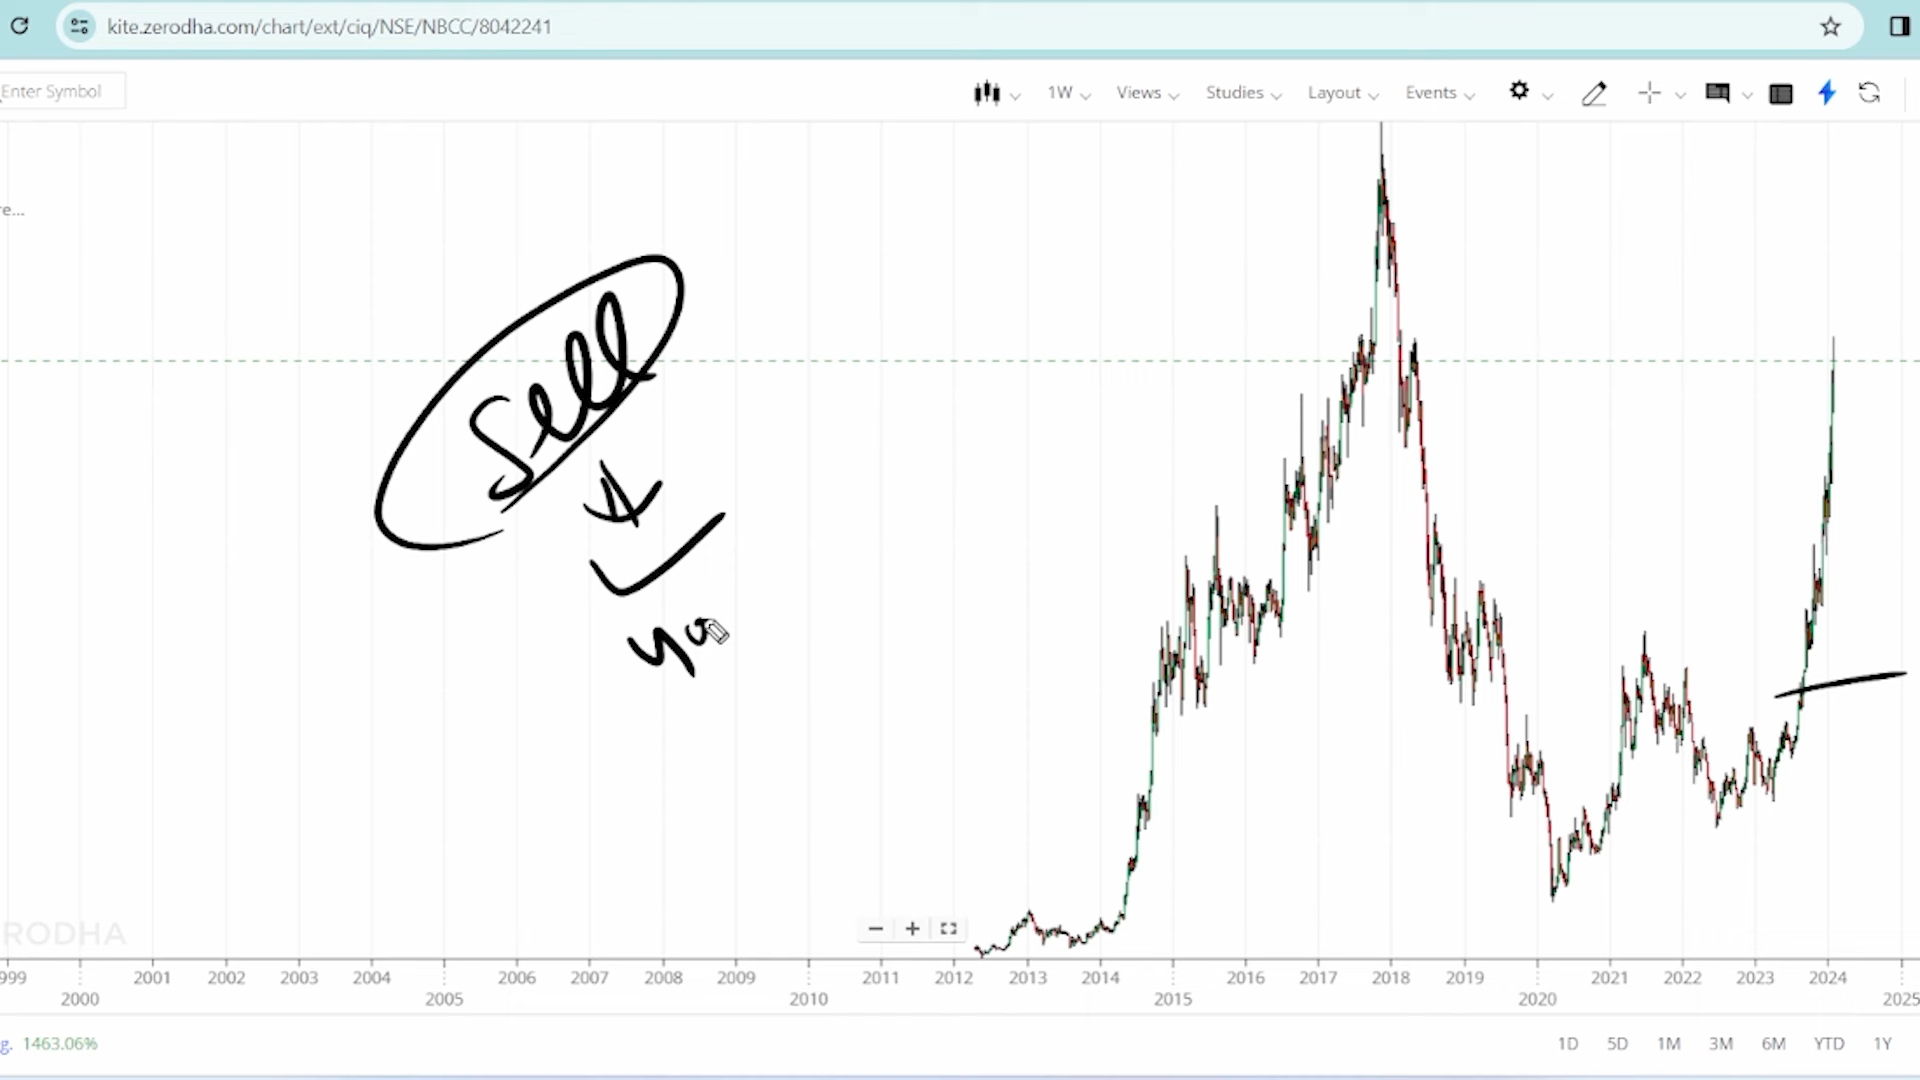 kite.zerodha.com/chart/ext/ciq/NSE/NBCC/8042241
Enter Symbol
1W Views Studies Layout Events
re...
Sell
RODHA
999 2000 2001 2002 2003 2004 2005 2006 2007 2008 2009 2010 2011 2012 2013 2014 2015 2016 2017 2018 2019 2020 2021 2022 2023 2024 2025
g. 1463.06% 1D 5D 1M 3M 6M YTD 1Y